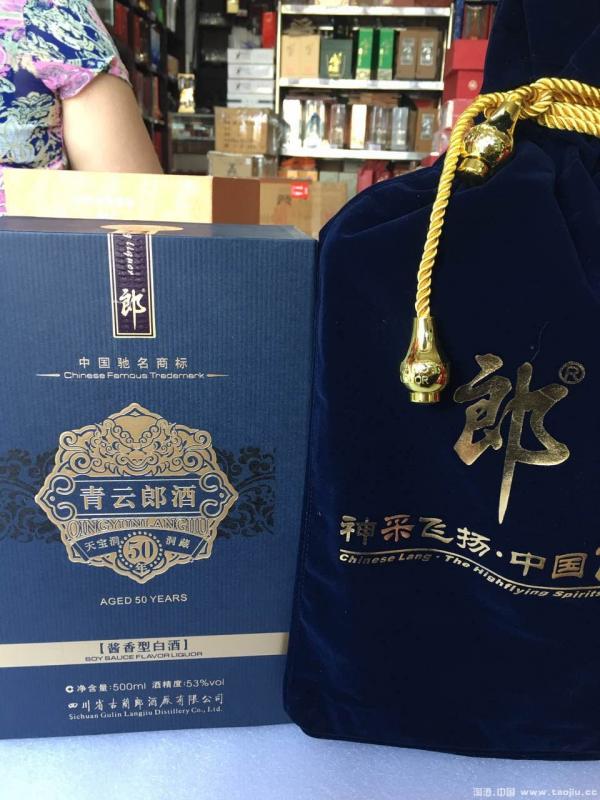 Liquor
郎
中国驰名商标
Chinese Famous Trademark
青云郎酒
QINGYUNLANGJIU
天宝洞 50年 洞藏
AGED 50 YEARS
【酱香型白酒】
SOY SAUCE FLAVOR LIQUOR
C 净含量:500ml 酒精度:53%vol
四川省古蔺郎酒厂有限公司
Sichuan Gulin Langjiu Distillery Co., Ltd.
郎®
神采飞扬·中国
Chinese Lang · The Highflying Spirits
淘酒.中国 www.taojiu.cc